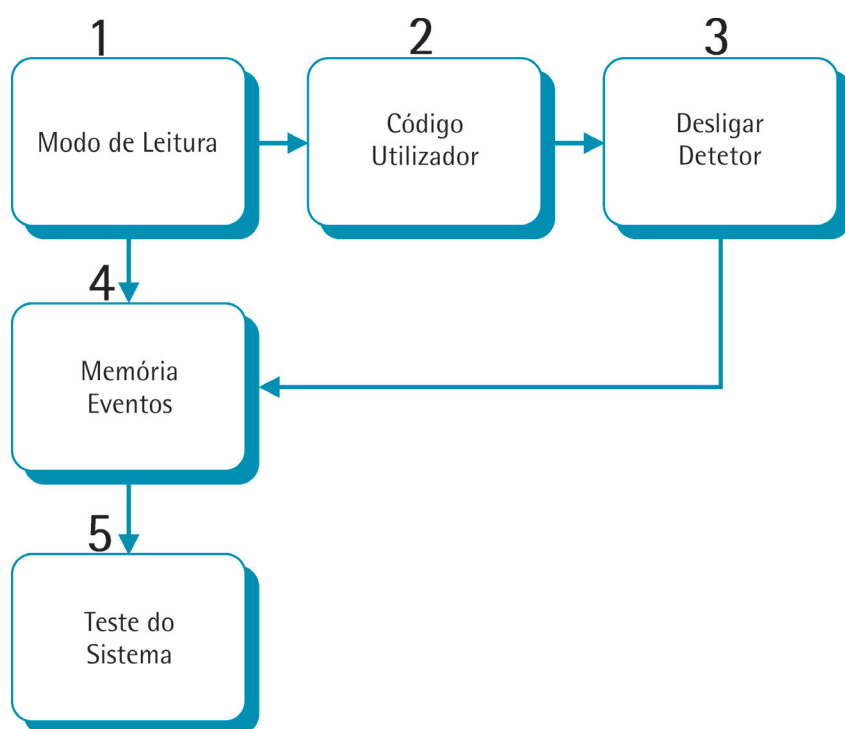 1
Modo de Leitura
2
Código
Utilizador
3
Desligar
Detetor
4
Memória
Eventos
5
Teste do
Sistema